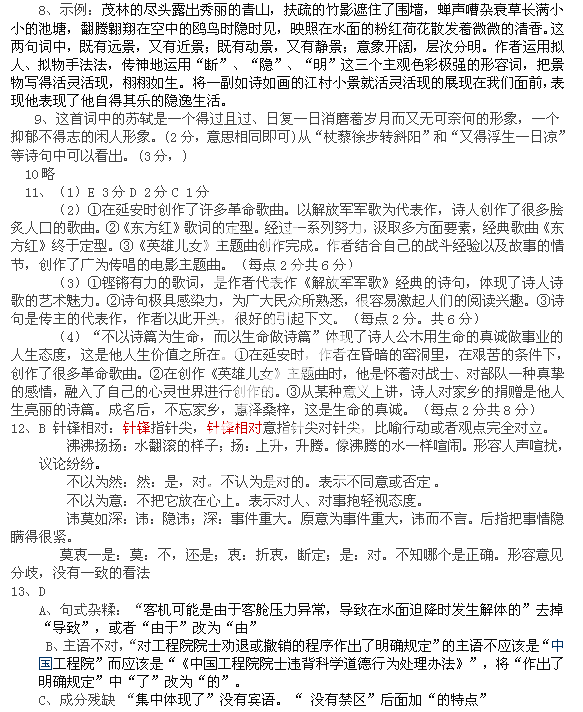 8、示例：茂林的尽头露出秀丽的青山，扶疏的竹影遮住了围墙，蝉声嘈杂衰草长满小
小的池塘，翻腾翱翔在空中的鸥鸟时隐时见，映照在水面的粉红荷花散发着微微的清香。这
两句词中，既有远景，又有近景；既有动景，又有静景；意象开阔，层次分明。作者运用拟
人、拟物手法法，传神地运用“断”、“隐”、“明”这三个主观色彩极强的形容词，把景
物写得活灵活现，栩栩如生。将一副如诗如画的江村小景就活灵活现的展现在我们面前，表
现他表现了他自得其乐的隐逸生活。
9、这首词中的苏轼是一个得过且过、日复一日消磨着岁月而又无可奈何的形象，一个
抑郁不得志的闲人形象。(2分，意思相同即可)从“杖藜徐步转斜阳”和“又得浮生一日凉”
等诗句中可以看出。(3分，)
10略
11、（1）E 3分D 2分C 1分
（2）①在延安时创作了许多革命歌曲。以解放军军歌为代表作，诗人创作了很多脍
炙人口的歌曲。②《东方红》歌词的定型。经过一系列努力，汲取多方面要素，经典歌曲《东
方红》终于定型。③《英雄儿女》主题曲创作完成。作者结合自己的战斗经验以及故事的情
节，创作了广为传唱的电影主题曲。（每点2分共6分）
（3）①铿锵有力的歌词，是作者代表作《解放军军歌》经典的诗句，体现了诗人诗
歌的艺术魅力。②诗句极具感染力，为广大民众所熟悉，很容易激起人们的阅读兴趣。③诗
句是传主的代表作，作者以此开头，很好的引起下文。（每点2分。共6分）
（4）“不以诗篇为生命，而以生命做诗篇”体现了诗人公木用生命的真诚做事业的
人生态度，这是他人生价值之所在。①在延安时，作者在昏暗的窑洞里，在艰苦的条件下，
创作了很多革命歌曲。②在创作《英雄儿女》主题曲时，他是怀着对战士、对部队一种真挚
的感情，融入了自己的心灵世界进行创作的。③从某种意义上讲，诗人对家乡的捐赠是他人
生亮丽的诗篇。成名后，不忘家乡，惠泽桑梓，这是生命的真诚。（每点2分共8分）
12、B 针锋相对：针锋指针尖，针锋相对意指针尖对针尖，比喻行动或者观点完全对立。
沸沸扬扬：水翻滚的样子；扬：上升，升腾。像沸腾的水一样喧闹。形容人声喧扰，
议论纷纷。
不以为然：然：是，对。不认为是对的。表示不同意或否定。
不以为意：不把它放在心上。表示对人、对事抱轻视态度。
讳莫如深：讳：隐讳；深：事件重大。原意为事件重大，讳而不言。后指把事情隐
瞒得很紧。
莫衷一是：莫：不，还是；衷：折衷，断定；是：对。不知哪个是正确。形容意见
分歧，没有一致的看法
13、D
A、句式杂糅：“客机可能是由于客舱压力异常，导致在水面迫降时发生解体的”去掉
“导致”，或者“由于”改为“由”
B、主语不对，“对工程院院士劝退或撤销的程序作出了明确规定”的主语不应该是“中
国工程院”而应该是“《中国工程院院士违背科学道德行为处理办法》”，将“作出了
明确规定”中“了”改为“的”。
C、成分残缺 “集中体现了”没有宾语。“ 没有禁区”后面加“的特点”